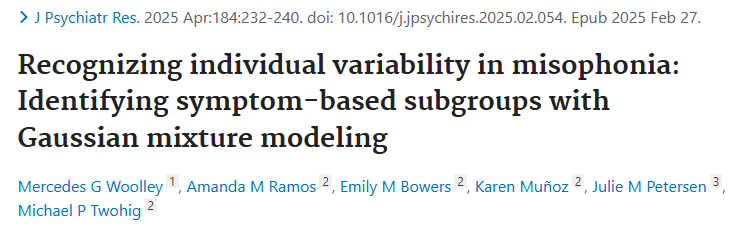 J Psychiatr Res. 2025 Apr:184:232-240. doi: 10.1016/j.jpsychires.2025.02.054. Epub 2025 Feb 27.
Recognizing individual variability in misophonia:
Identifying symptom-based subgroups with
Gaussian mixture modeling
Mercedes G Woolley 1, Amanda M Ramos 2, Emily M Bowers 2, Karen Muñoz 2, Julie M Petersen 3,
Michael P Twohig 2